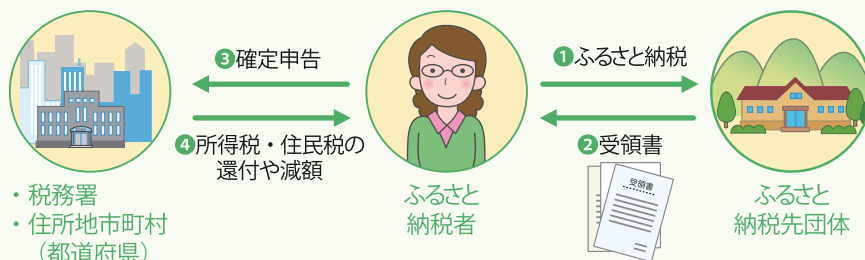 ❸確定申告
❹所得税・住民税の
還付や減額
・税務署
・住所地市町村
（都道府県）
ふるさと
納税者
❶ふるさと納税
❷受領書
受領書
ふるさと
納税先団体